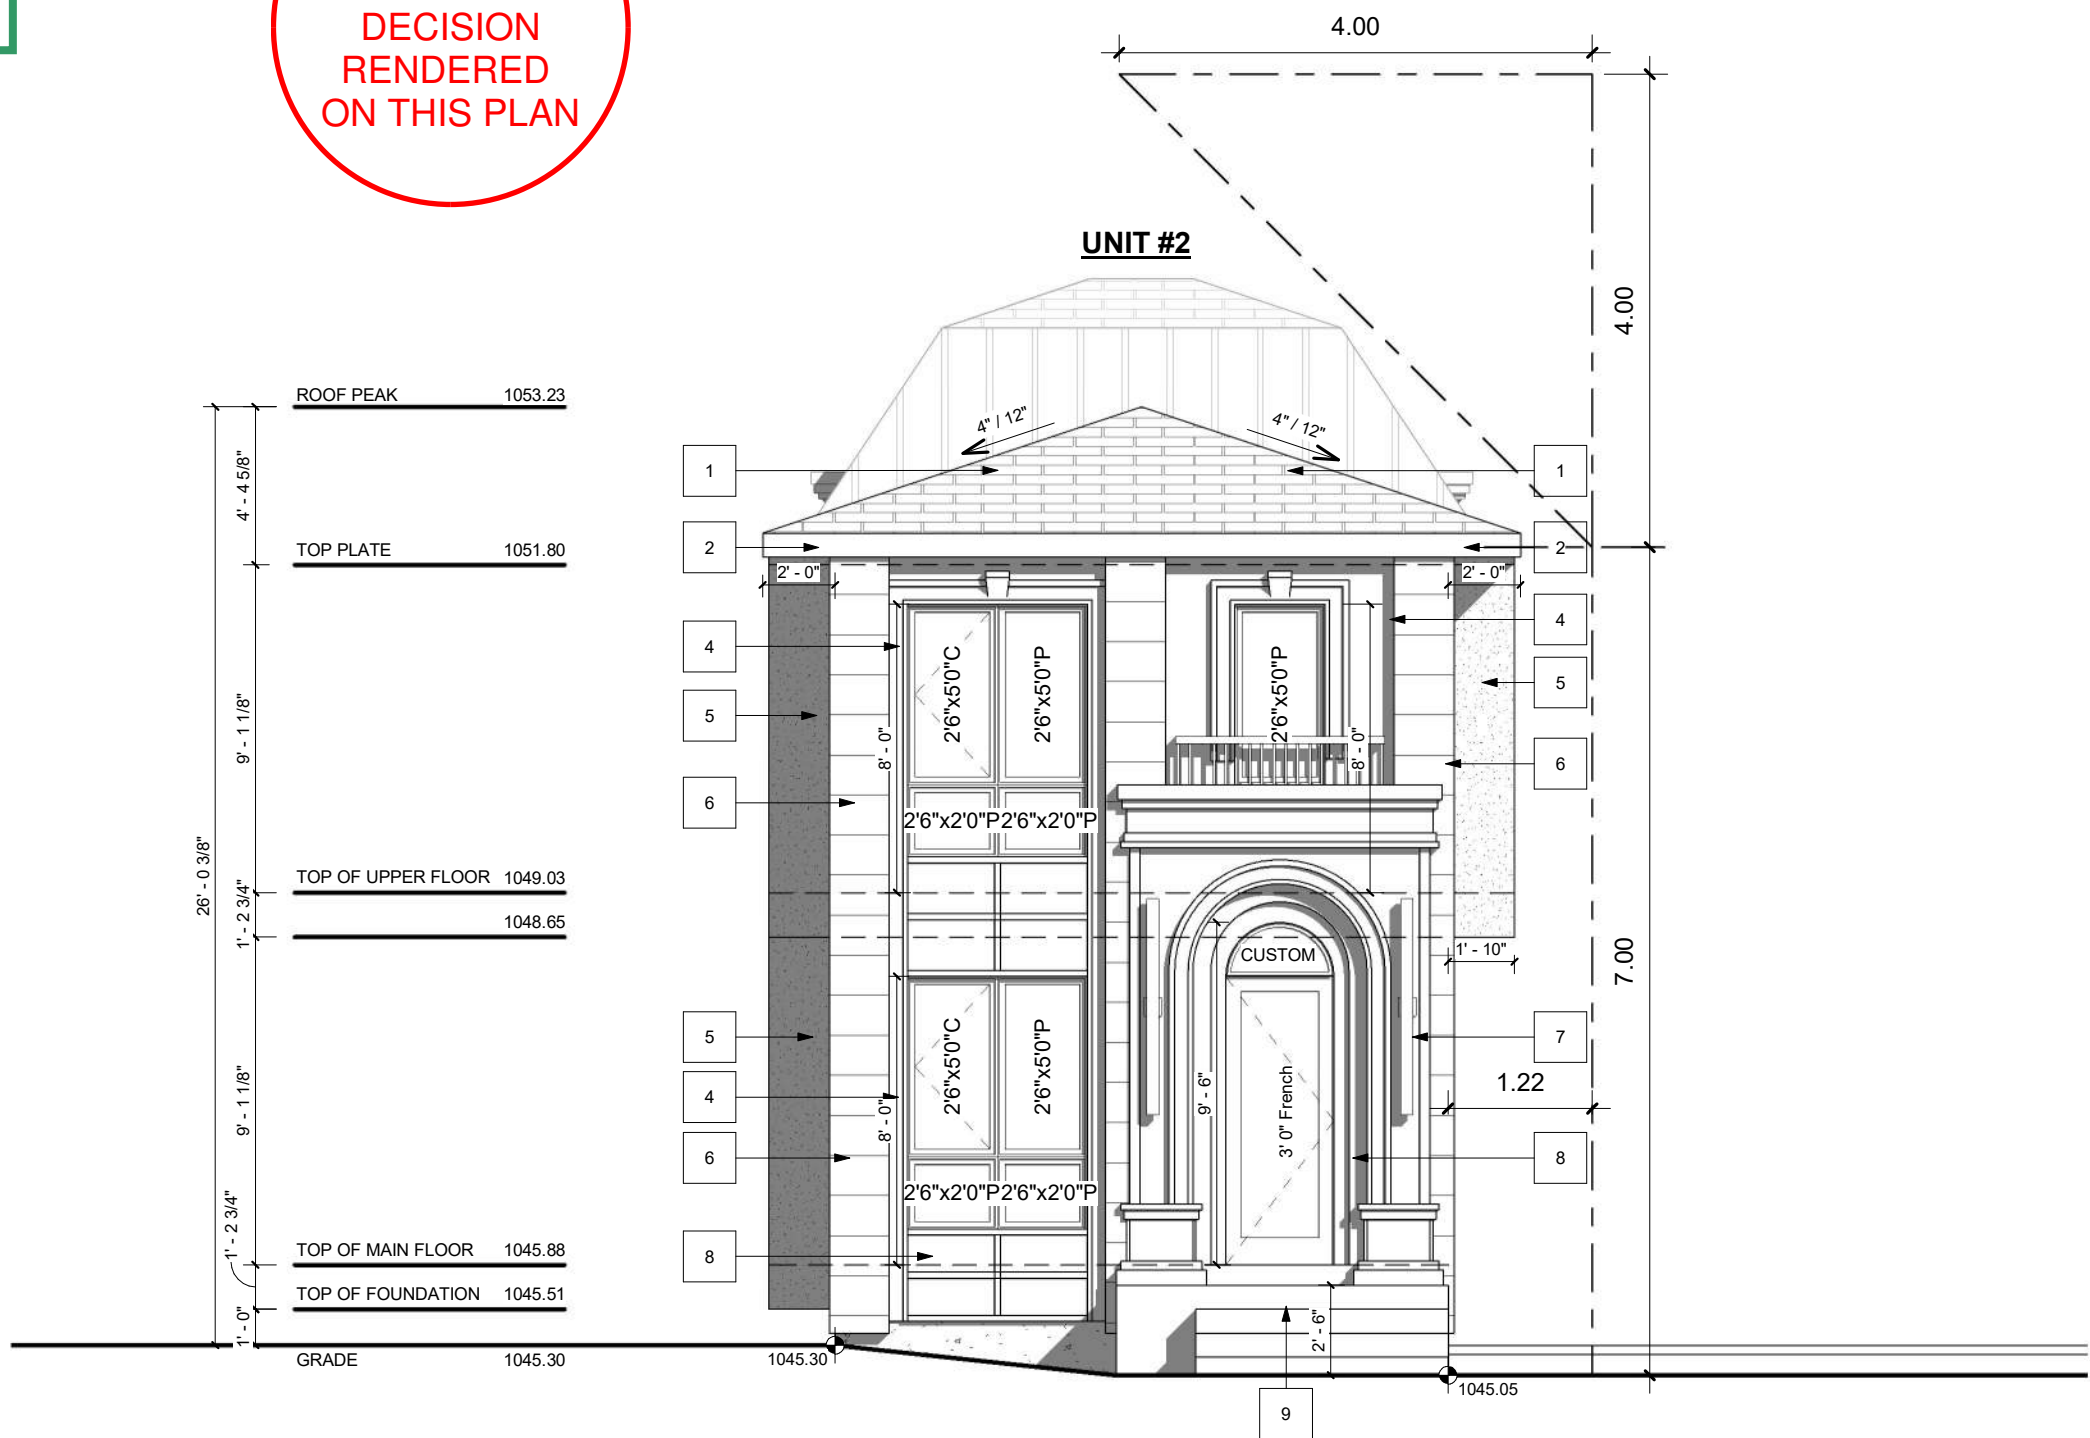 DECISION
RENDERED
ON THIS PLAN
4.00
4.00
UNIT #2
ROOF PEAK 1053.23
4" / 12"
4" / 12"
1
1
4' - 4 5/8"
TOP PLATE 1051.80
2
2
2' - 0"
2' - 0"
4
4
2'6"x5'0"C
2'6"x5'0"P
2'6"x5'0"P
5
5
9' - 1 1/8"
8' - 0"
8' - 0"
6
6
2'6"x2'0"P
2'6"x2'0"P
26' - 0 3/8"
TOP OF UPPER FLOOR 1049.03
1' - 2 3/4"
1048.65
CUSTOM
1' - 10"
7.00
5
7
2'6"x5'0"C
2'6"x5'0"P
4
9' - 1 1/8"
8' - 0"
9' - 6"
3' 0" French
1.22
6
8
2'6"x2'0"P
2'6"x2'0"P
1' - 2 3/4"
TOP OF MAIN FLOOR 1045.88
8
TOP OF FOUNDATION 1045.51
1' - 0"
2' - 6"
GRADE 1045.30
1045.30
1045.05
9